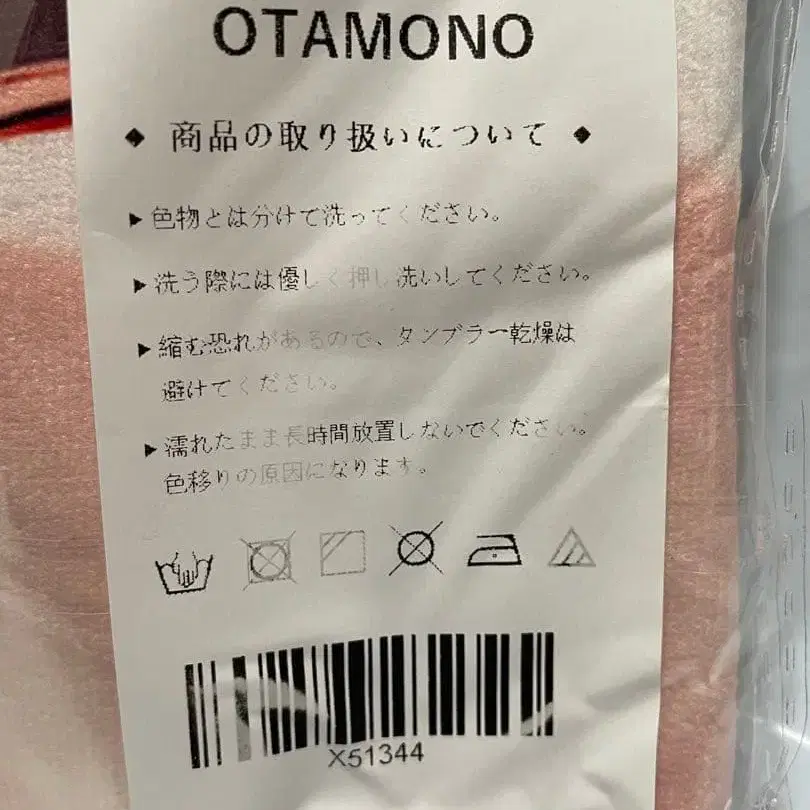 OTAMONO
◆ 商品の取り扱いについて ◆
▶色物とは分けて洗ってください。
▶洗う際には優しく押し洗いしてください。
▶縮む恐れがあるので、タンブラー乾燥は
避けてください。
▶濡れたまま長時間放置しないでください。
色移りの原因になります。
X51344